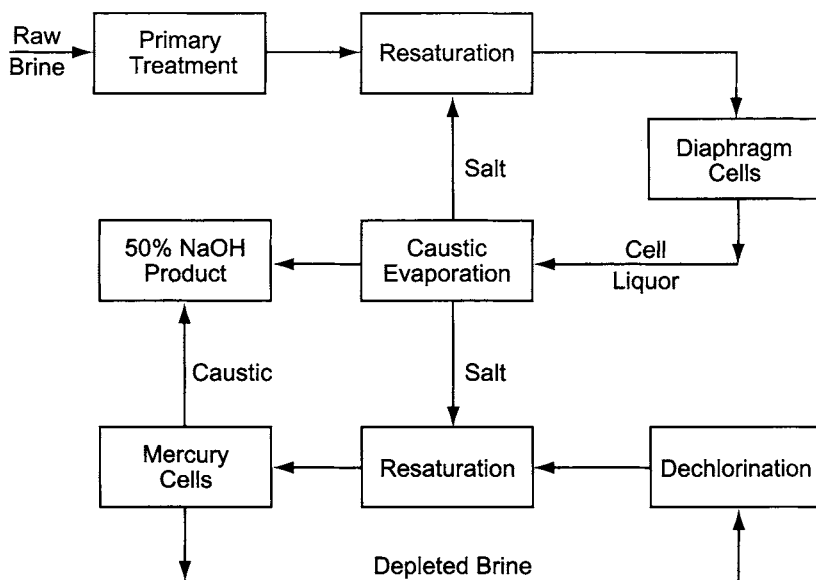 Raw
Brine
Primary
Treatment
Resaturation
Diaphragm
Cells
Salt
50% NaOH
Product
Caustic
Evaporation
Cell
Liquor
Caustic
Salt
Mercury
Cells
Resaturation
Dechlorination
Depleted Brine